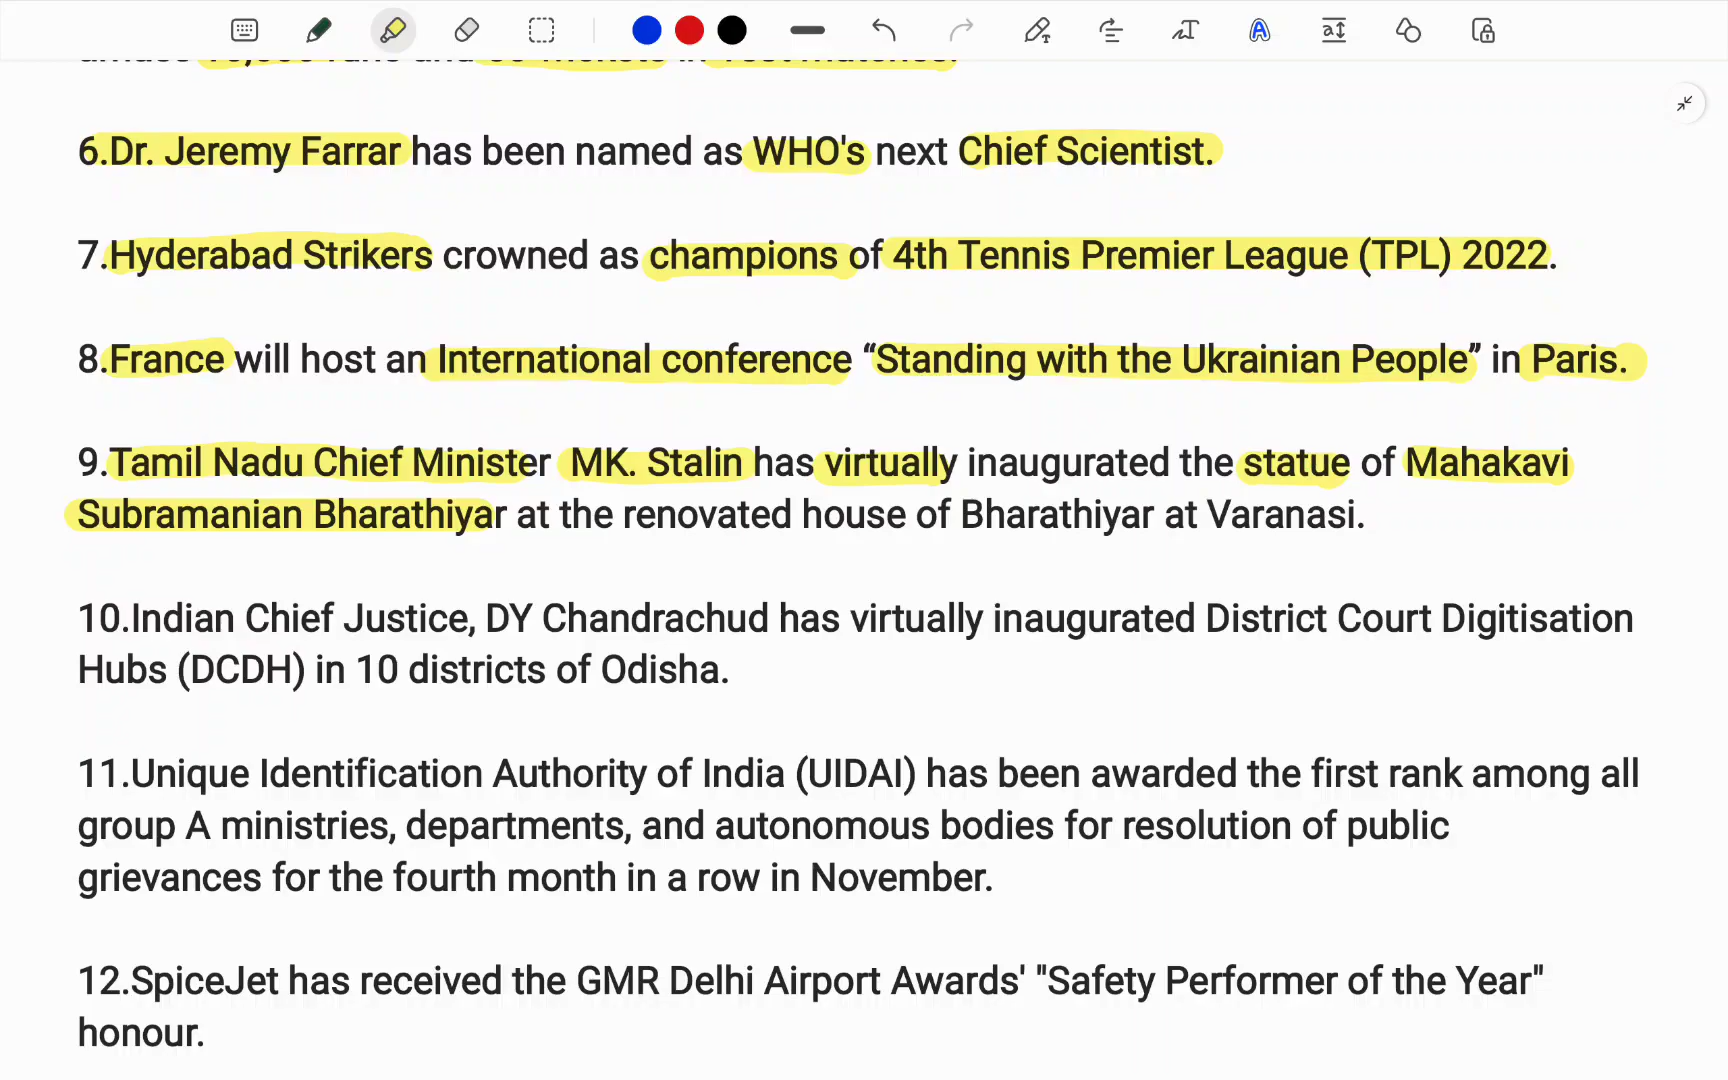 6.Dr. Jeremy Farrar has been named as WHO's next Chief Scientist.
7.Hyderabad Strikers crowned as champions of 4th Tennis Premier League (TPL) 2022.
8.France will host an International conference “Standing with the Ukrainian People” in Paris.
9.Tamil Nadu Chief Minister MK. Stalin has virtually inaugurated the statue of Mahakavi
Subramanian Bharathiyar at the renovated house of Bharathiyar at Varanasi.
10.Indian Chief Justice, DY Chandrachud has virtually inaugurated District Court Digitisation
Hubs (DCDH) in 10 districts of Odisha.
11.Unique Identification Authority of India (UIDAI) has been awarded the first rank among all
group A ministries, departments, and autonomous bodies for resolution of public
grievances for the fourth month in a row in November.
12.SpiceJet has received the GMR Delhi Airport Awards' "Safety Performer of the Year"
honour.